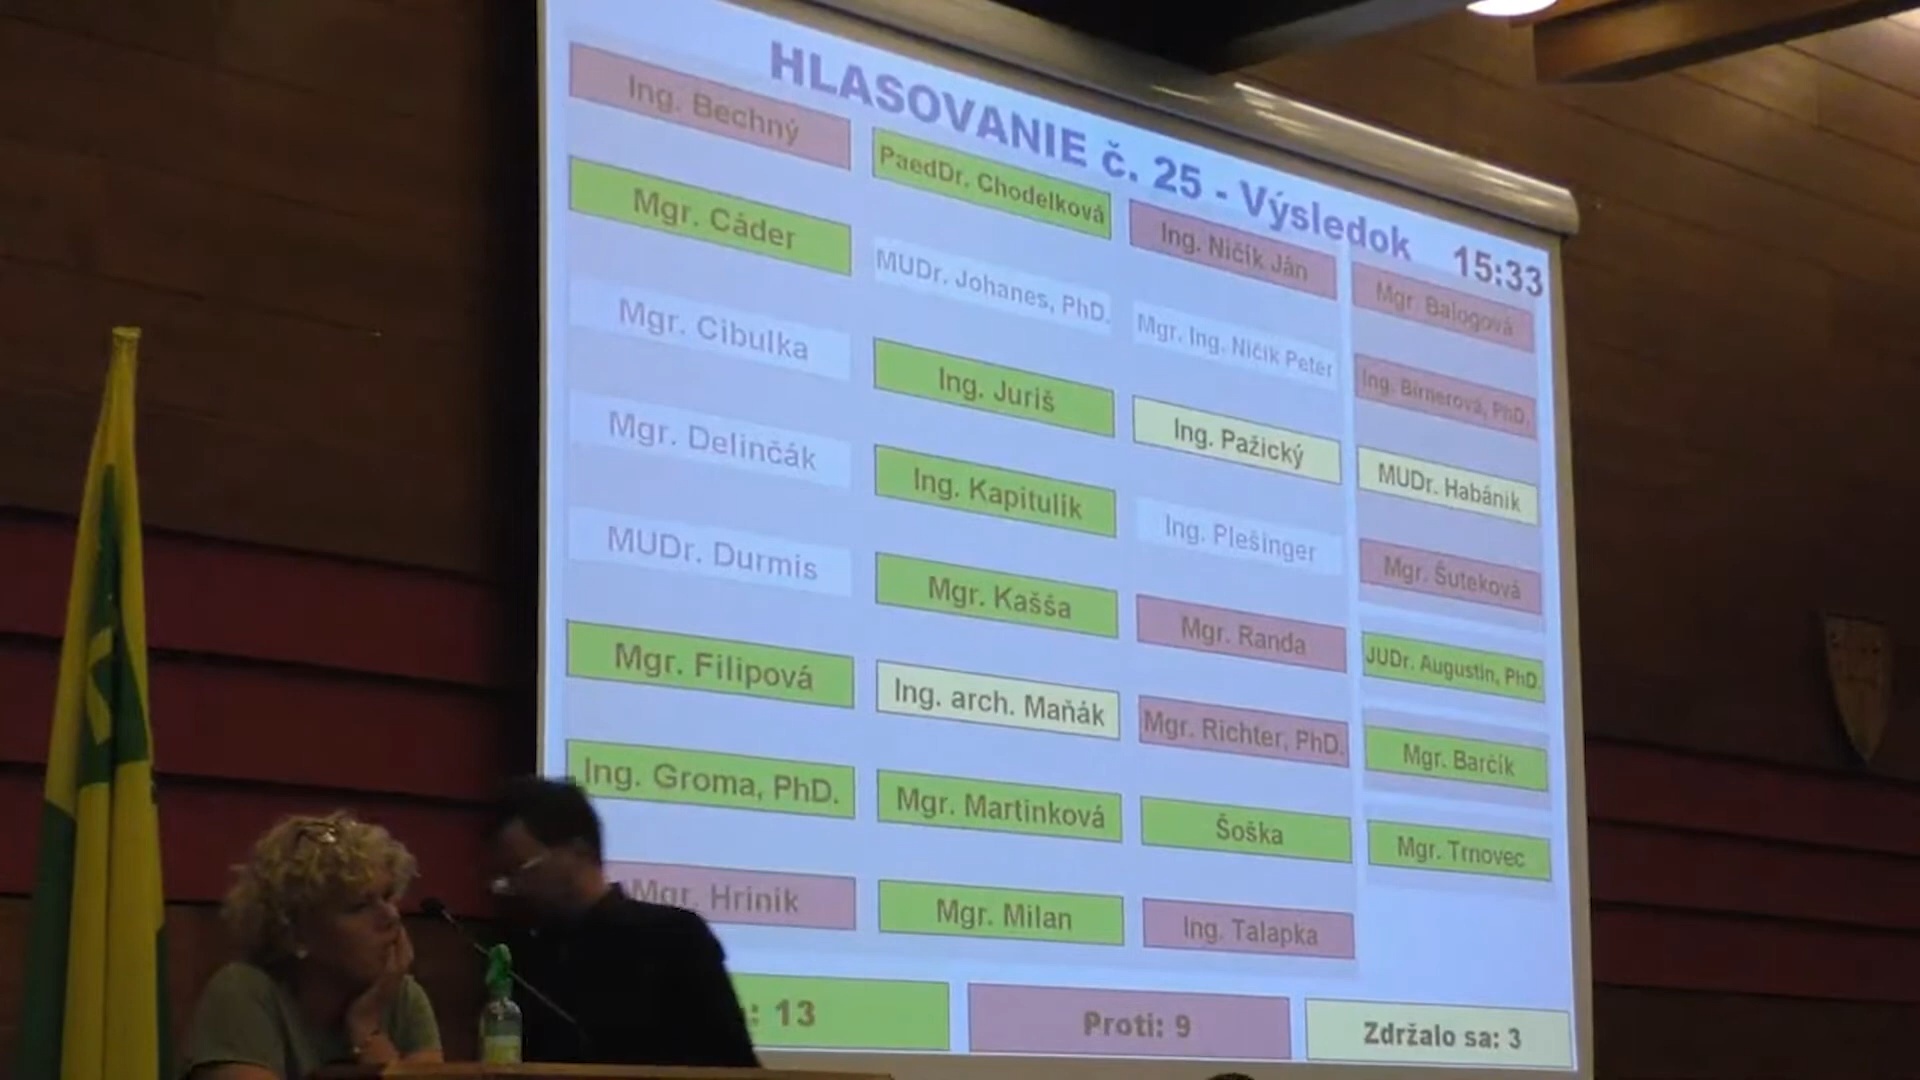 HLASOVANIE č. 25 - Výsledok 15:33
Ing. Bechný
Mgr. Cáder
Mgr. Cibulka
Mgr. Delinčák
MUDr. Durmis
Mgr. Filipová
Ing. Groma, PhD.
Mgr. Hriník
PaedDr. Chodelková
MUDr. Johanes, PhD.
Ing. Juriš
Ing. Kapitulík
Mgr. Kašša
Ing. arch. Maňák
Mgr. Martinková
Mgr. Milan
Ing. Ničík Ján
Mgr. Ing. Ničík Peter
Ing. Pažický
Ing. Plešinger
Mgr. Randa
Mgr. Richter, PhD.
Šoška
Ing. Talapka
Mgr. Balogová
Ing. Birnerová, PhD.
MUDr. Habánik
Mgr. Šuteková
JUDr. Augustin, PhD.
Mgr. Barčík
Mgr. Trnovec
: 13
Proti: 9
Zdržalo sa: 3